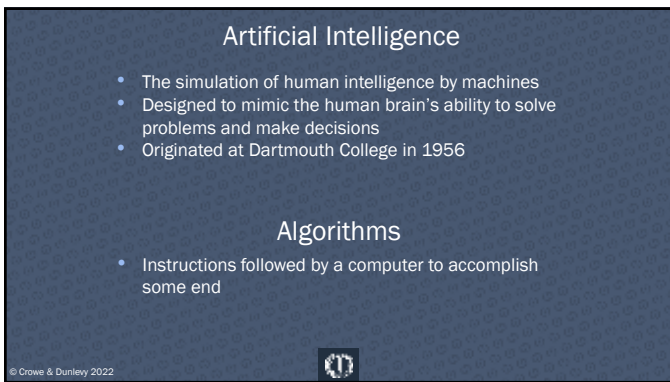 Artificial Intelligence
• The simulation of human intelligence by machines
• Designed to mimic the human brain's ability to solve
problems and make decisions
• Originated at Dartmouth College in 1956
Algorithms
• Instructions followed by a computer to accomplish
some end
© Crowe & Dunlevy 2022